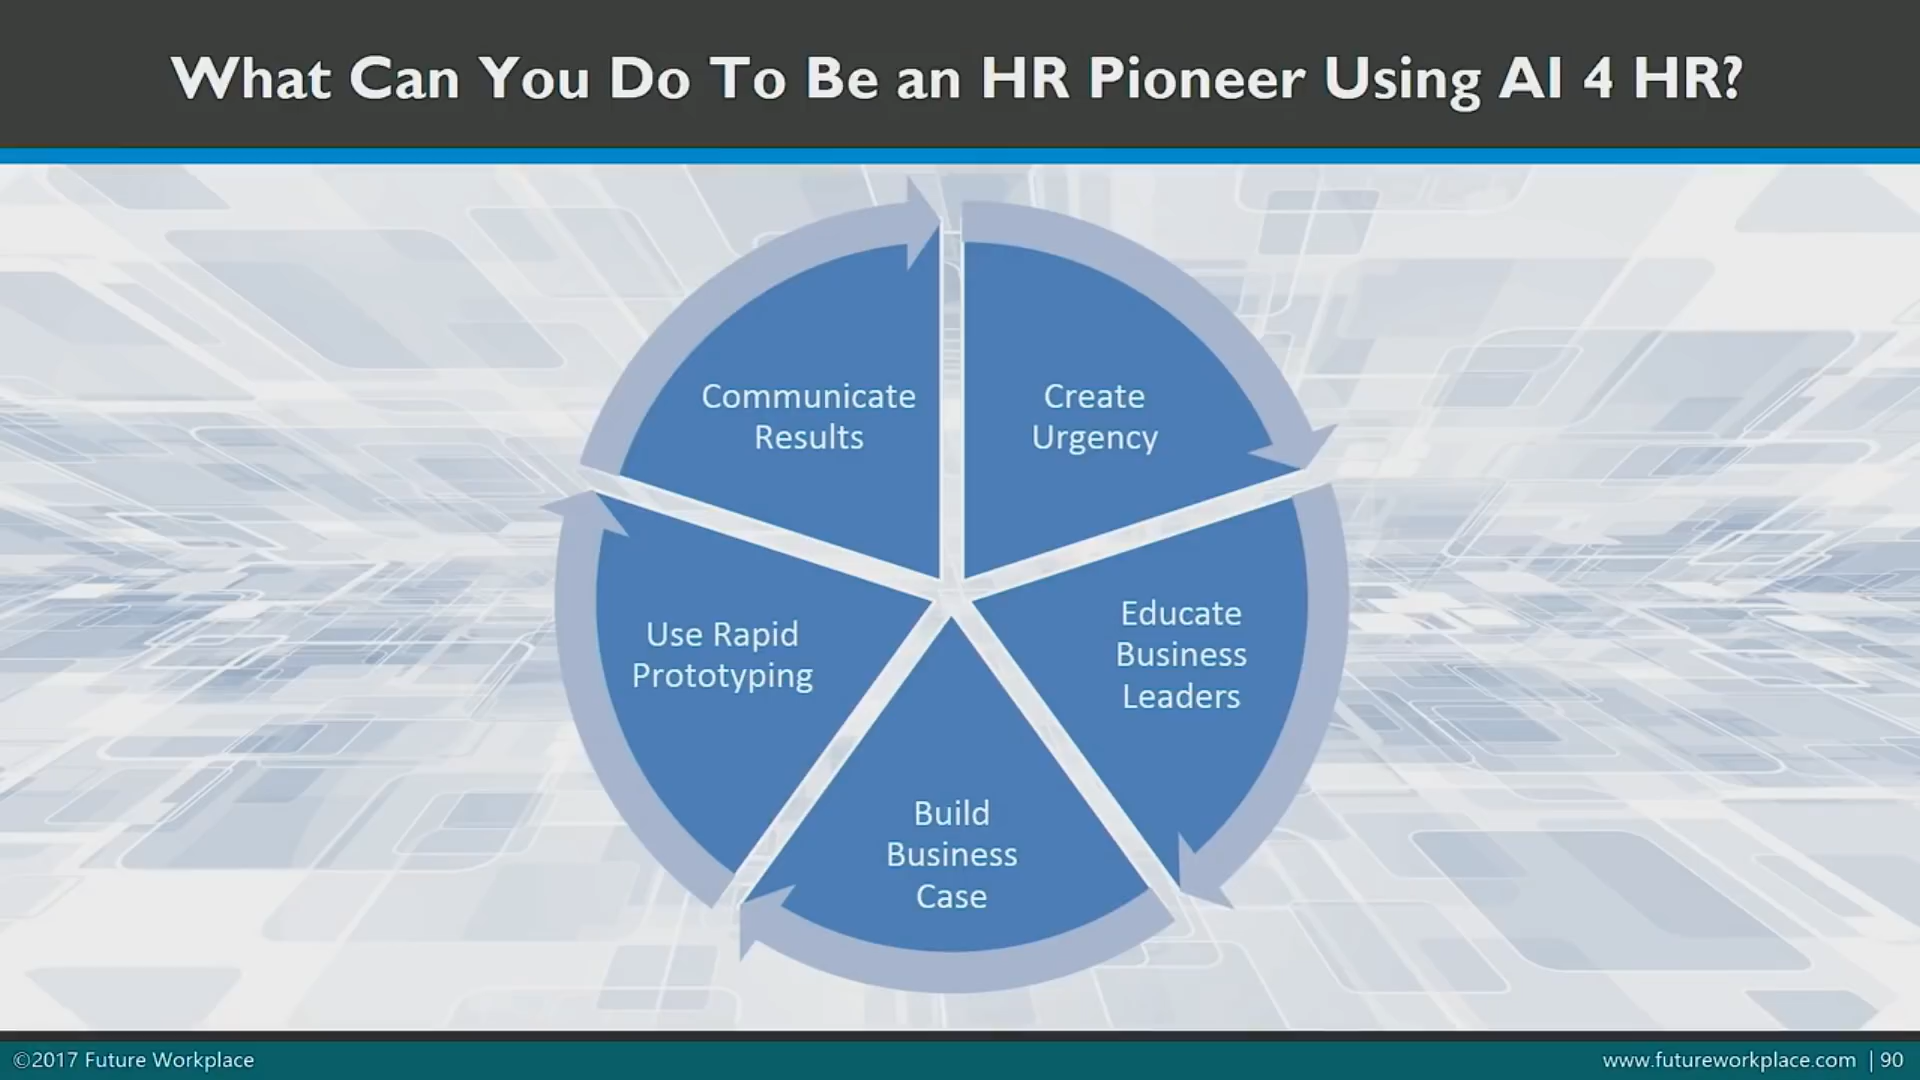 What Can You Do To Be an HR Pioneer Using AI 4 HR?
Create
Urgency
Educate
Business
Leaders
Build
Business
Case
Use Rapid
Prototyping
Communicate
Results
©2017 Future Workplace
www.futureworkplace.com | 90